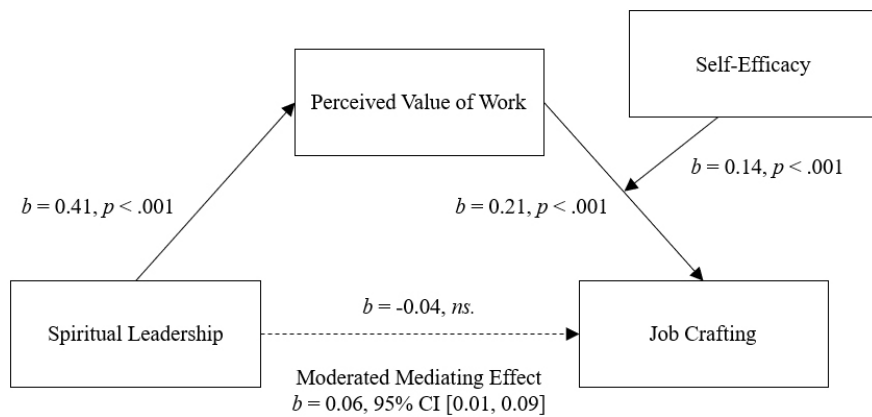 Self-Efficacy
Perceived Value of Work
b = 0.14, p < .001
b = 0.41, p < .001
b = 0.21, p < .001
b = -0.04, ns.
Spiritual Leadership
Job Crafting
Moderated Mediating Effect
b = 0.06, 95% CI [0.01, 0.09]